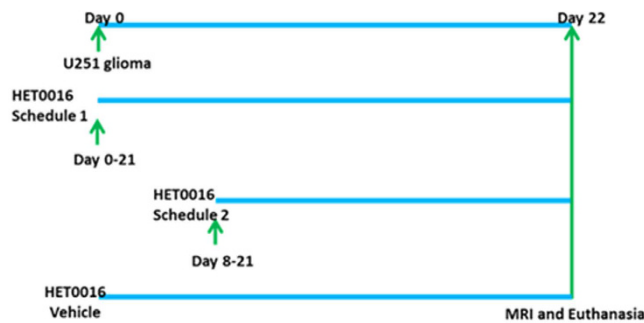 Day 0
Day 22
U251 glioma
HET0016
Schedule 1
Day 0-21
HET0016
Schedule 2
Day 8-21
HET0016
Vehicle
MRI and Euthanasia